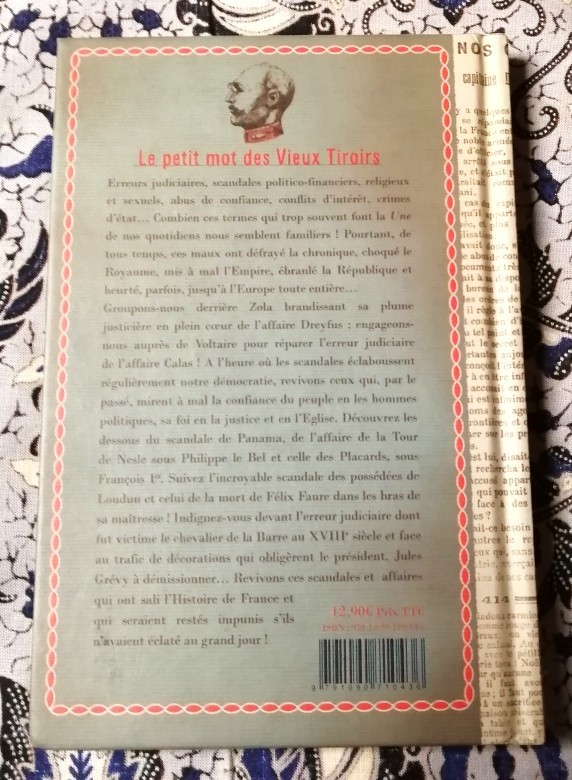 Le petit mot des Vieux Tiroirs
Erreurs judiciaires, scandales politico-financiers, religieux
et sexuels, abus de confiance, conflits d'intérêt, crimes
d'état... Combien ces termes qui trop souvent font la Une
de nos quotidiens nous semblent familiers ! Pourtant, de
tous temps, ces maux ont défrayé la chronique, choqué le
Royaume, mis à mal l'Empire, ébranlé la République et
heurté, parfois, jusqu'à l'Europe toute entière...
Groupons-nous derrière Zola brandissant sa plume
justicière en plein cœur de l'affaire Dreyfus ; engageons-
nous auprès de Voltaire pour réparer l'erreur judiciaire
de l'affaire Calas ! A l'heure où les scandales éclaboussent
régulièrement notre démocratie, revivons ceux qui, par le
passé, mirent à mal la confiance du peuple en les hommes
politiques, sa foi en la justice et en l'Eglise. Découvrez les
dessous du scandale de Panama, de l'affaire de la Tour
de Nesle sous Philippe le Bel et celle des Placards, sous
François Ier. Suivez l'incroyable scandale des possédées de
Loudun et celui de la mort de Félix Faure dans les bras de
sa maîtresse ! Indignez-vous devant l'erreur judiciaire dont
fut victime le chevalier de la Barre au XVIIIe siècle et face
au trafic de décorations qui obligèrent le président, Jules
Grévy à démissionner... Revivons ces scandales et affaires
qui ont sali l'Histoire de France et
qui seraient restés impunis s'ils
n'avaient éclaté au grand jour !
12,90€ Prix TTC
ISBN :
9791090710436
NOS
capitaine
414